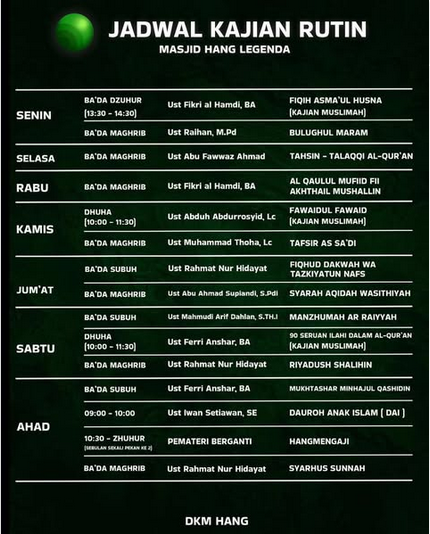 JADWAL KAJIAN RUTIN
MASJID HANG LEGENDA
SENIN
BA'DA DZUHUR
[13:30 - 14:30]
Ust Fikri al Hamdi, BA
FIQIH ASMA'UL HUSNA
[KAJIAN MUSLIMAH]
BA'DA MAGHRIB
Ust Raihan, M.Pd
BULUGHUL MARAM
SELASA
BA'DA MAGHRIB
Ust Abu Fawwaz Ahmad
TAHSIN - TALAQQI AL-QUR'AN
RABU
BA'DA MAGHRIB
Ust Fikri al Hamdi, BA
AL QAULUL MUFIID FII
AKHTHAIL MUSHALLIN
KAMIS
DHUHA
[10:00 - 11:30]
Ust Abduh Abdurrosyid, Lc
FAWAIDUL FAWAID
[KAJIAN MUSLIMAH]
BA'DA MAGHRIB
Ust Muhammad Thoha, Lc
TAFSIR AS SA'DI
JUM'AT
BA'DA SUBUH
Ust Rahmat Nur Hidayat
FIQHUD DAKWAH WA
TAZKIYATUN NAFS
BA'DA MAGHRIB
Ust Abu Ahmad Supiandi, S.Pdi
SYARAH AQIDAH WASITHIYAH
SABTU
BA'DA SUBUH
Ust Mahmudi Arif Dahlan, S.TH.I
MANZHUMAH AR RAIYYAH
DHUHA
[10:00 - 11:30]
Ust Ferri Anshar, BA
90 SERUAN ILAHI DALAM AL-QUR'AN
[KAJIAN MUSLIMAH]
BA'DA MAGHRIB
Ust Rahmat Nur Hidayat
RIYADUSH SHALIHIN
AHAD
BA'DA SUBUH
Ust Ferri Anshar, BA
MUKHTASHAR MINHAJUL QASHIDIN
09:00 - 10:00
Ust Iwan Setiawan, SE
DAUROH ANAK ISLAM [ DAI ]
10:30 - ZHUHUR
[SEBULAN SEKALI PEKAN KE 2]
PEMATERI BERGANTI
HANGMENGAJI
BA'DA MAGHRIB
Ust Rahmat Nur Hidayat
SYARHUS SUNNAH
DKM HANG